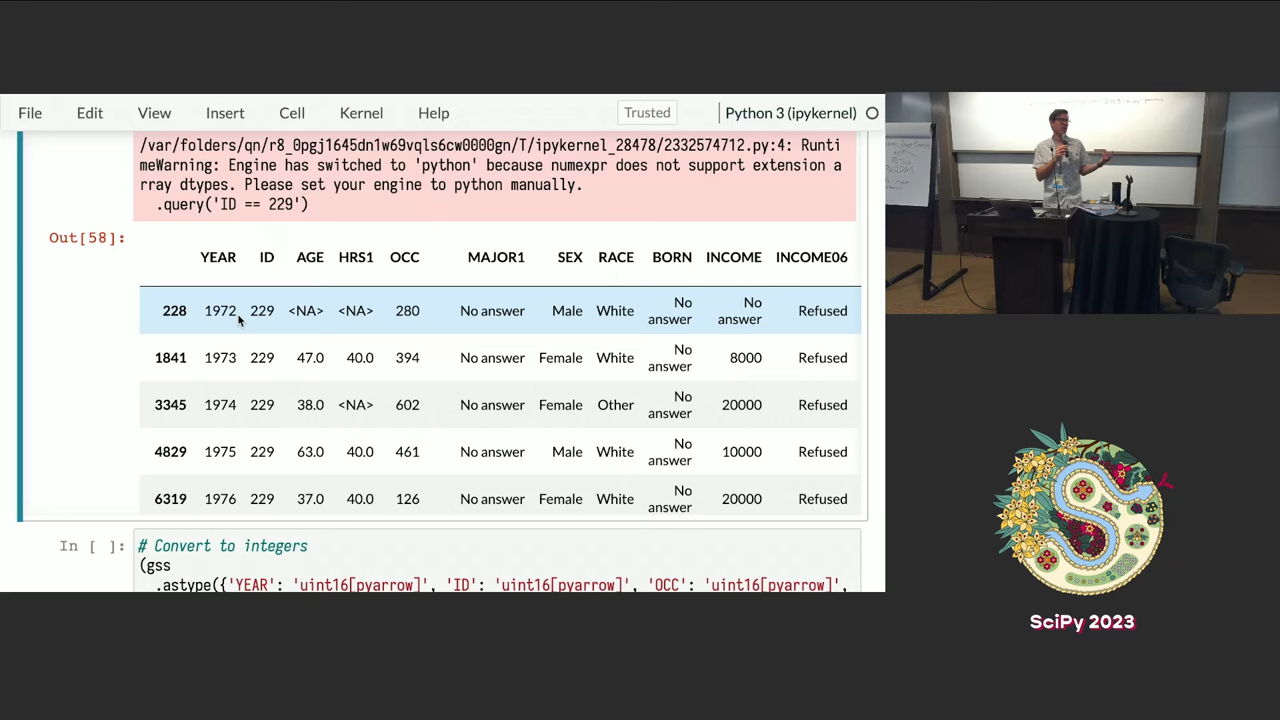 File Edit View Insert Cell Kernel Help Trusted Python 3 (ipykernel)
/var/folders/qn/r8_0pgj1645dn1w69vqls6cw0000gn/T/ipykernel_28478/2332574712.py:4: Runti
meWarning: Engine has switched to 'python' because numexpr does not support extension a
rray dtypes. Please set your engine to python manually.
.query('ID == 229')
Out[58]:
YEAR ID AGE HRS1 OCC MAJOR1 SEX RACE BORN INCOME INCOME06
228 1972 229 <NA> <NA> 280 No answer Male White No answer No answer Refused
1841 1973 229 47.0 40.0 394 No answer Female White No answer 8000 Refused
3345 1974 229 38.0 <NA> 602 No answer Female Other No answer 20000 Refused
4829 1975 229 63.0 40.0 461 No answer Male White No answer 10000 Refused
6319 1976 229 37.0 40.0 126 No answer Female White No answer 20000 Refused
In [ ]: # Convert to integers
(gss
.astype({'YEAR': 'uint16[pyarrow]', 'ID': 'uint16[pyarrow]', 'OCC': 'uint16[pyarrow]',
SciPy 2023